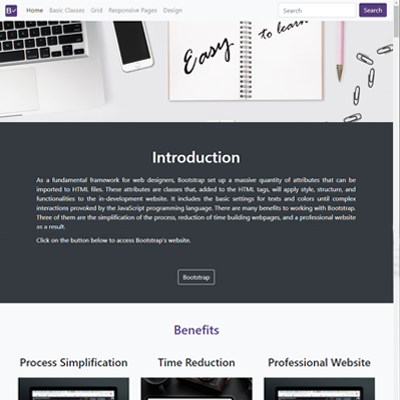 B
Home Basic Classes Grid Responsive Pages Design Search Search
Easy to learn
Introduction
As a fundamental framework for web designers, Bootstrap set up a massive quantity of attributes that can be
imported to HTML files. These attributes are classes that, added to the HTML tags, will apply style, structure, and
functionalities to the in-development website. It includes the basic settings for texts and colors until complex
interactions provoked by the JavaScript programming language. There are many benefits to working with Bootstrap.
Three of them are the simplification of the process, reduction of time building webpages, and a professional website
as a result.
Click on the button below to access Bootstrap's website.
Bootstrap
Benefits
Process Simplification Time Reduction Professional Website